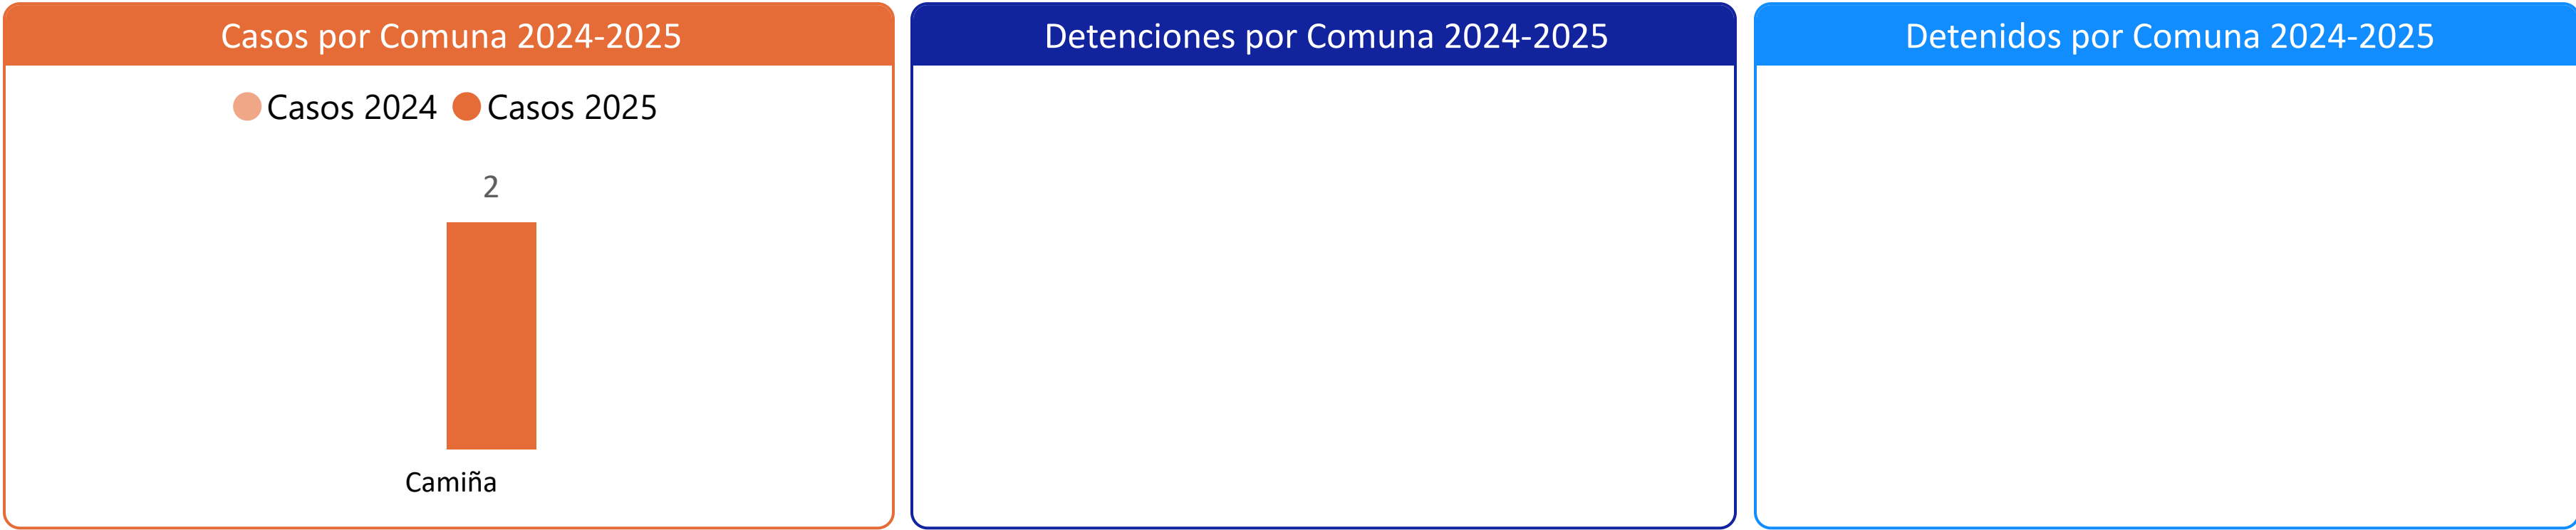 Casos por Comuna 2024-2025
Casos 2024 Casos 2025
2
Camiña
Detenciones por Comuna 2024-2025
Detenidos por Comuna 2024-2025